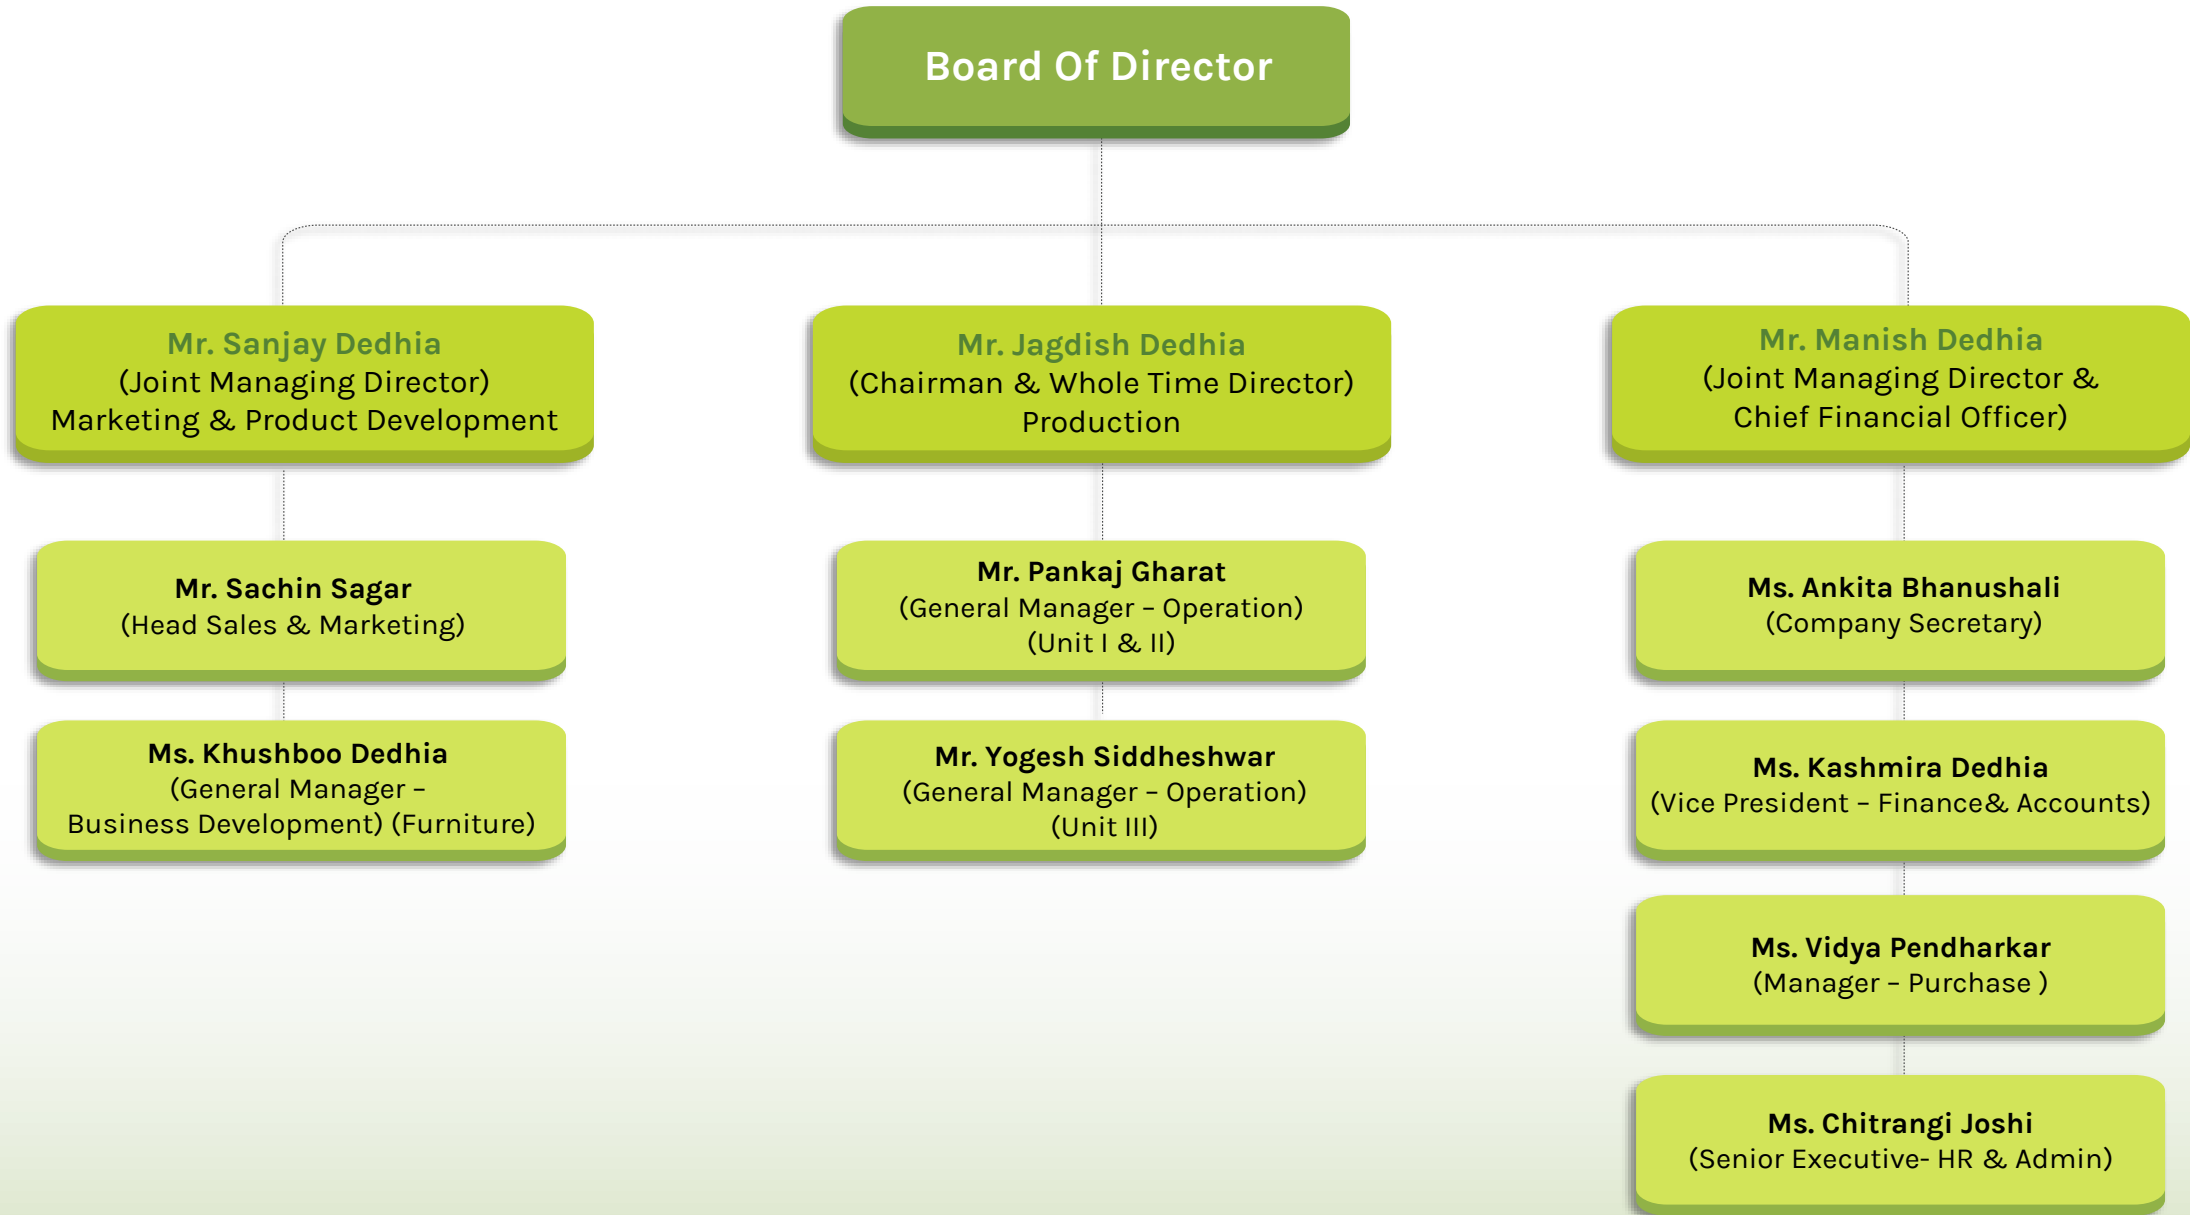 Board Of Director
Mr. Sanjay Dedhia
(Joint Managing Director)
Marketing & Product Development
Mr. Jagdish Dedhia
(Chairman & Whole Time Director)
Production
Mr. Manish Dedhia
(Joint Managing Director &
Chief Financial Officer)
Mr. Sachin Sagar
(Head Sales & Marketing)
Mr. Pankaj Gharat
(General Manager – Operation)
(Unit I & II)
Ms. Ankita Bhanushali
(Company Secretary)
Ms. Khushboo Dedhia
(General Manager –
Business Development) (Furniture)
Mr. Yogesh Siddheshwar
(General Manager – Operation)
(Unit III)
Ms. Kashmira Dedhia
(Vice President – Finance& Accounts)
Ms. Vidya Pendharkar
(Manager – Purchase )
Ms. Chitrangi Joshi
(Senior Executive- HR & Admin)